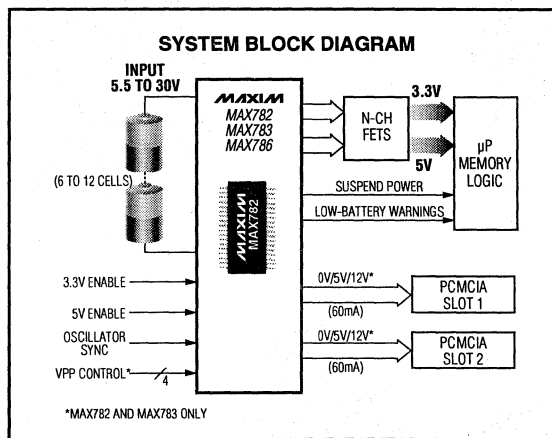 SYSTEM BLOCK DIAGRAM
INPUT
5.5 TO 30V
(6 TO 12 CELLS)
MAXIM
MAX782
MAX783
MAX786
MAXIM
MAX782
N-CH
FETS
3.3V
5V
µP
MEMORY
LOGIC
SUSPEND POWER
LOW-BATTERY WARNINGS
3.3V ENABLE
5V ENABLE
OSCILLATOR
SYNC
VPP CONTROL*
4
0V/5V/12V*
(60mA)
PCMCIA
SLOT 1
0V/5V/12V*
(60mA)
PCMCIA
SLOT 2
*MAX782 AND MAX783 ONLY